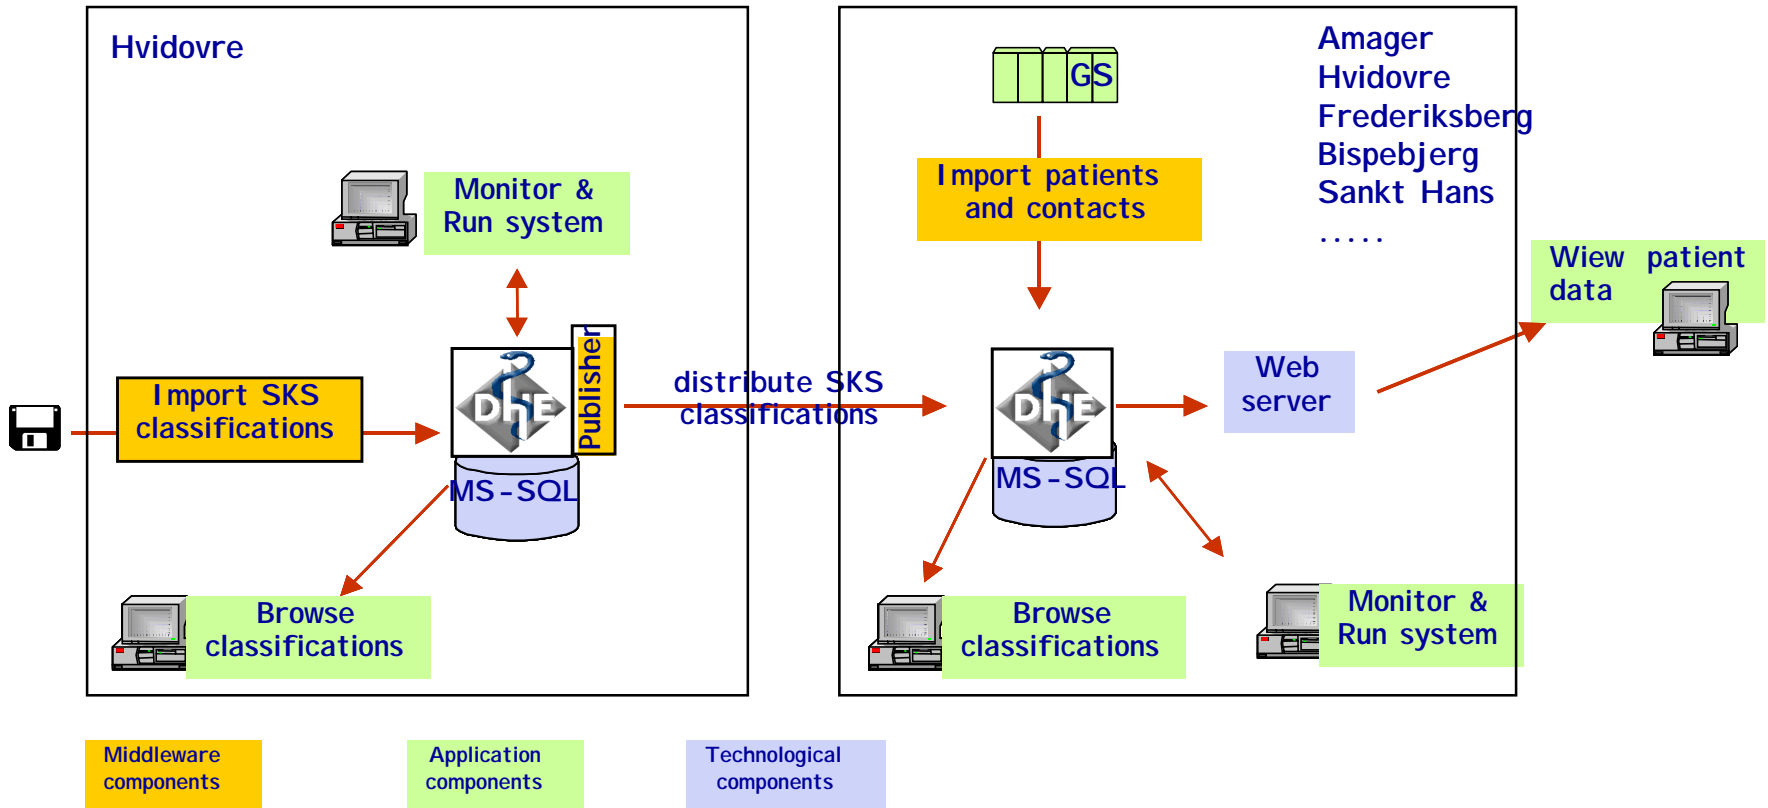 Hvidovre
Monitor &
Run system
Import SKS
classifications
DhE
Publisher
MS-SQL
Browse
classifications
distribute SKS
classifications
GS
Import patients
and contacts
Amager
Hvidovre
Frederiksberg
Bispebjerg
Sankt Hans
.....
DhE
MS-SQL
Web
server
Wiew patient
data
Browse
classifications
Monitor &
Run system
Middleware
components
Application
components
Technological
components